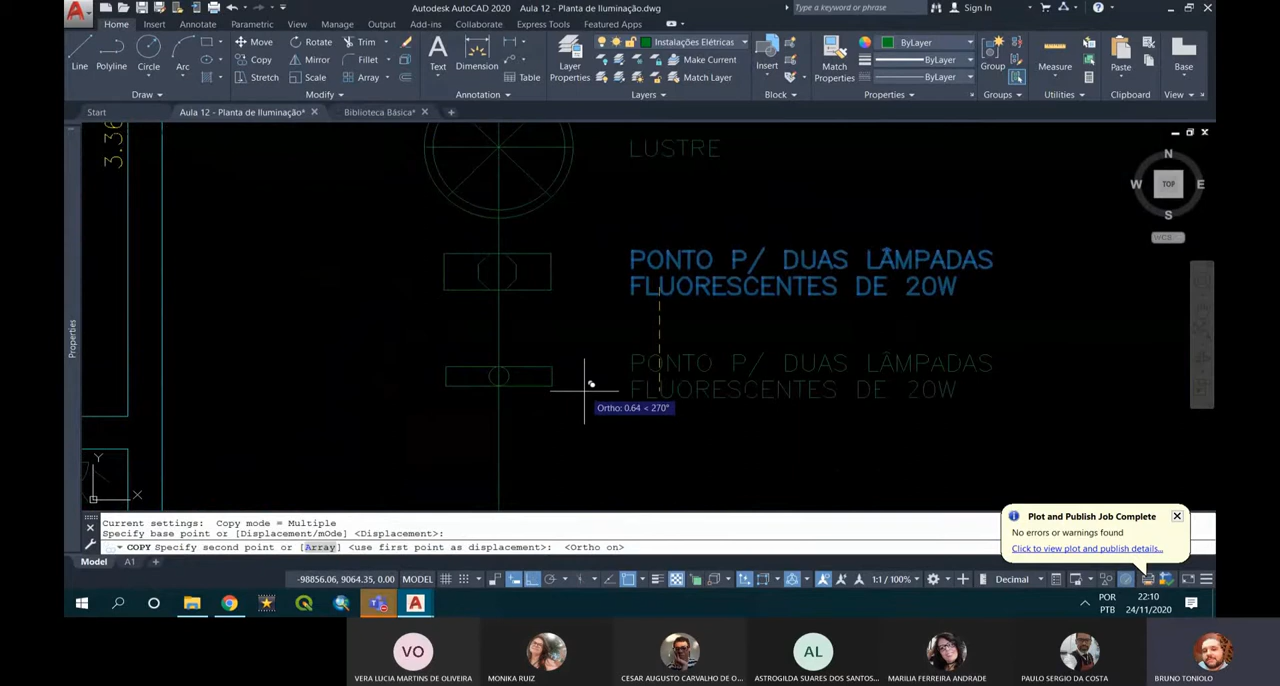 Autodesk AutoCAD 2020 Aula 12 - Planta de Iluminação.dwg
Type a keyword or phrase
Sign In
Home Insert Annotate Parametric View Manage Output Add-ins Collaborate Express Tools Featured Apps
Line Polyline Circle Arc
Move Rotate Trim
Copy Mirror Fillet
Stretch Scale Array
Text Dimension Table
Layer Properties
Instalações Elétricas
Make Current
Match Layer
Insert
Match Properties
ByLayer
ByLayer
ByLayer
Group Measure Paste Base
Draw Modify Annotation Layers Block Properties Groups Utilities Clipboard View
Start Aula 12 - Planta de Iluminação* Biblioteca Básica*
LUSTRE
N
W TOP E
S
WCS
PONTO P/ DUAS LÂMPADAS
FLUORESCENTES DE 20W
Properties
PONTO P/ DUAS LÂMPADAS
FLUORESCENTES DE 20W
Ortho: 0.64 < 270°
Y
X
Plot and Publish Job Complete
No errors or warnings found
Click to view plot and publish details...
Current settings: Copy mode = Multiple
Specify base point or [Displacement/mOde] <Displacement>:
COPY Specify second point or [Array] <use first point as displacement>: <Ortho on>
Model A1
-98856.06, 9064.35, 0.00 MODEL
1:1 / 100%
Decimal
POR
PTB
22:10
24/11/2020
VO
AL
VERA LUCIA MARTINS DE OLIVEIRA
MONIKA RUIZ
CESAR AUGUSTO CARVALHO DE O...
ASTROGILDA SUARES DOS SANTOS...
MARILIA FERREIRA ANDRADE
PAULO SERGIO DA COSTA
BRUNO TONIOLO